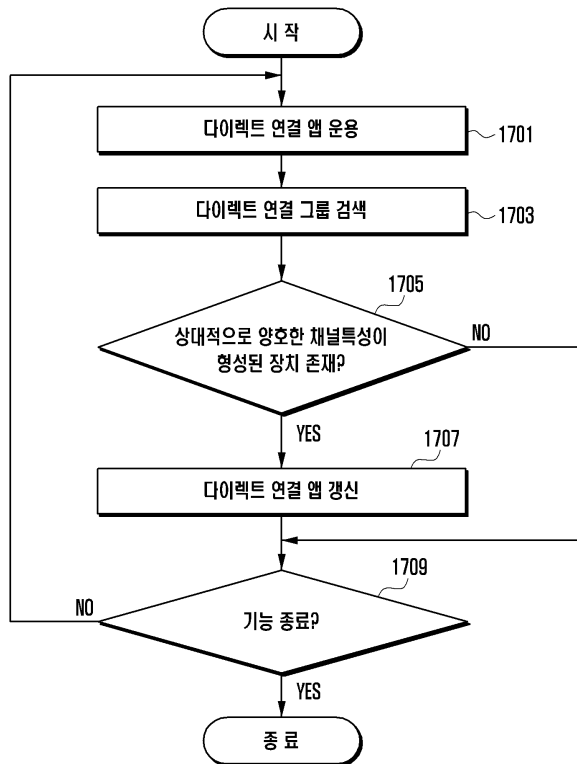 시 작
다이렉트 연결 앱 운용
1701
다이렉트 연결 그룹 검색
1703
1705
상대적으로 양호한 채널특성이
형성된 장치 존재?
NO
YES
1707
다이렉트 연결 앱 갱신
1709
기능 종료?
NO
YES
종 료